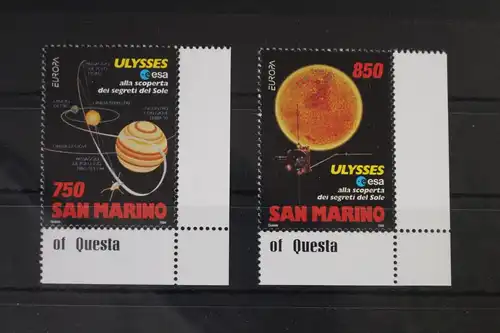 EUROPA
ULYSSES
esa
alla scoperta
dei segreti del Sole
750
SAN MARINO
of Questa
EUROPA
850
ULYSSES
esa
alla scoperta
dei segreti del Sole
SAN MARINO
of Questa